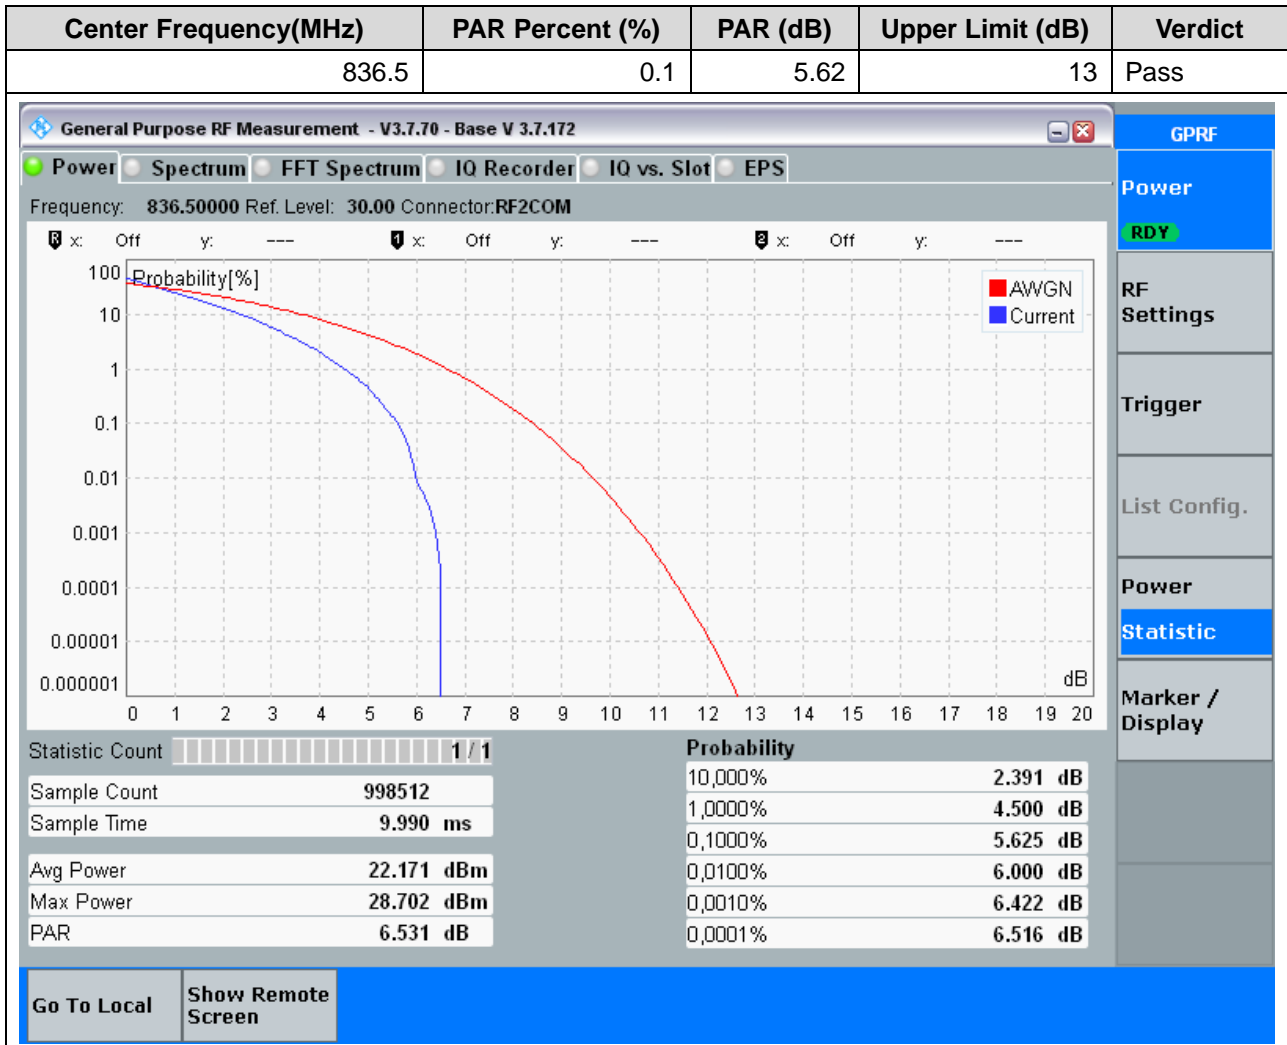 Center Frequency(MHz) PAR Percent (%) PAR (dB) Upper Limit (dB) Verdict
836.5 0.1 5.62 13 Pass
General Purpose RF Measurement - V3.7.70 - Base V 3.7.172
GPRF
Power Spectrum FFT Spectrum IQ Recorder IQ vs. Slot EPS
Power
RDY
Frequency: 836.50000 Ref. Level: 30.00 Connector:RF2COM
R x: Off y: --- 1 x: Off y: --- 2 x: Off y: ---
Probability[%]
AWGN
Current
100
10
1
0.1
0.01
0.001
0.0001
0.00001
0.000001
dB
0 1 2 3 4 5 6 7 8 9 10 11 12 13 14 15 16 17 18 19 20
RF
Settings
Trigger
List Config.
Power
Statistic
Marker /
Display
Statistic Count 1 / 1
Sample Count 998512
Sample Time 9.990 ms
Avg Power 22.171 dBm
Max Power 28.702 dBm
PAR 6.531 dB
Probability
10,000% 2.391 dB
1,0000% 4.500 dB
0,1000% 5.625 dB
0,0100% 6.000 dB
0,0010% 6.422 dB
0,0001% 6.516 dB
Go To Local
Show Remote
Screen